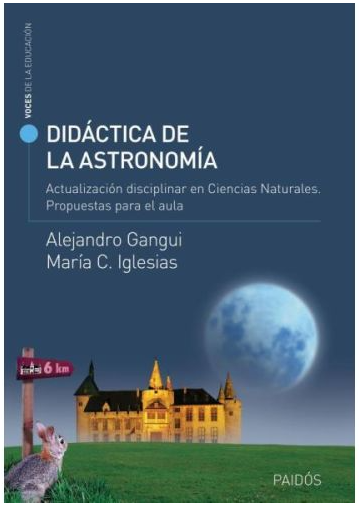 VOCES DE LA EDUCACIÓN
DIDÁCTICA DE
LA ASTRONOMÍA
Actualización disciplinar en Ciencias Naturales.
Propuestas para el aula
Alejandro Gangui
María C. Iglesias
6 km
PAIDÓS